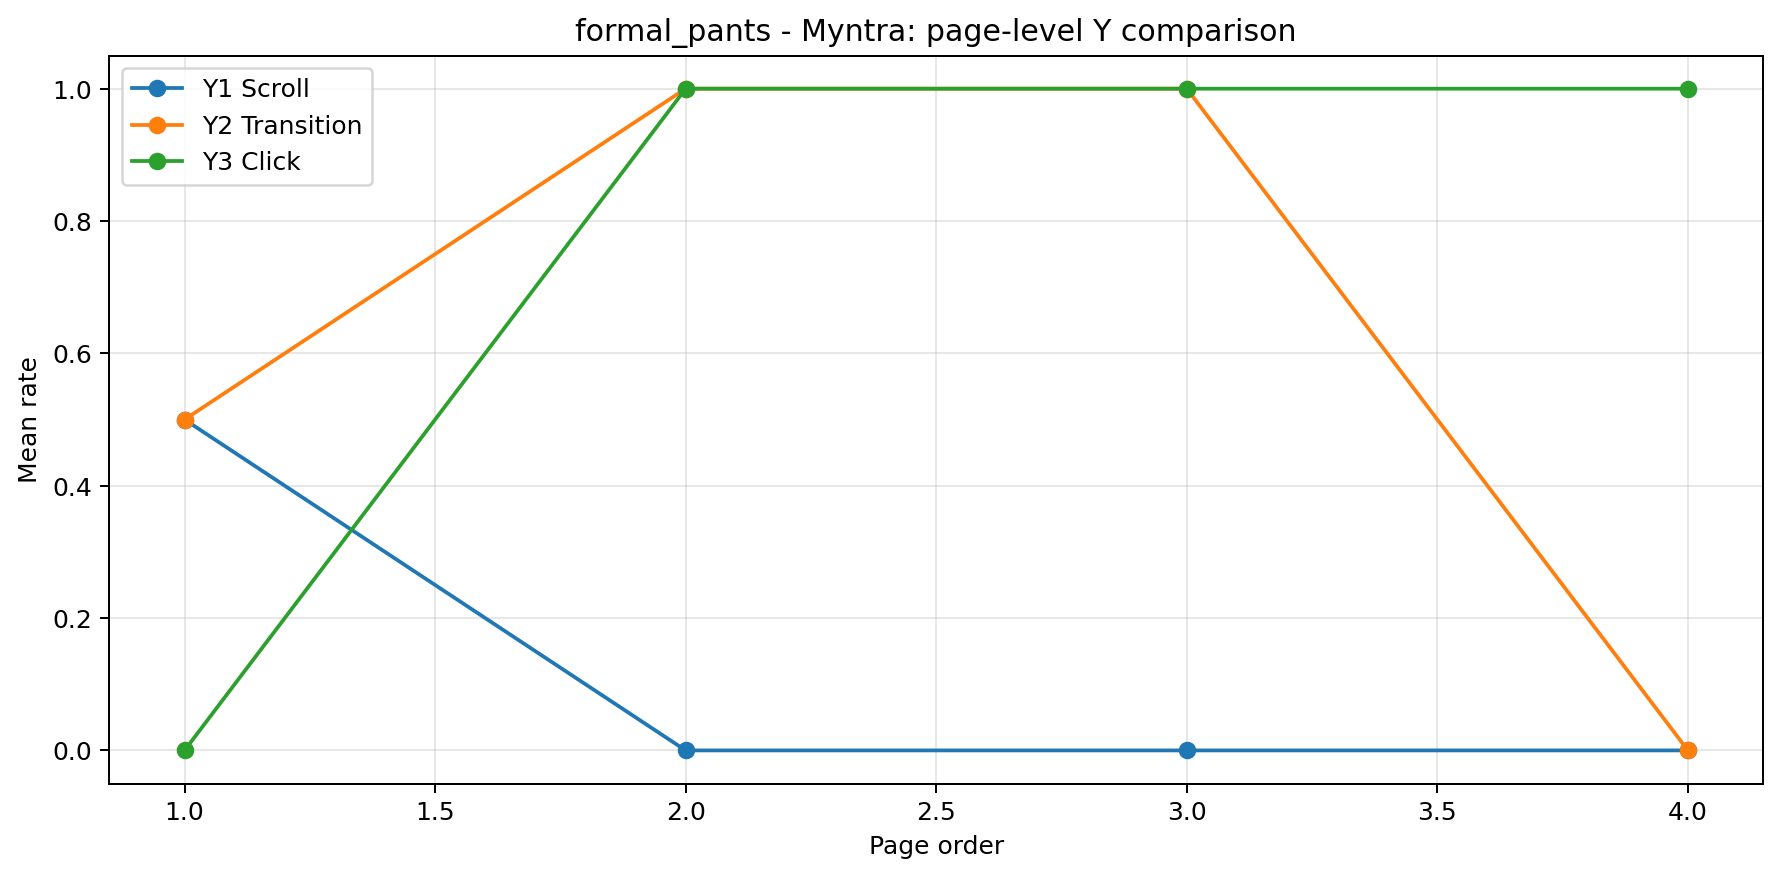 formal_pants - Myntra: page-level Y comparison
Y1 Scroll
Y2 Transition
Y3 Click
1.0
0.8
0.6
0.4
0.2
0.0
Mean rate
1.0 1.5 2.0 2.5 3.0 3.5 4.0
Page order